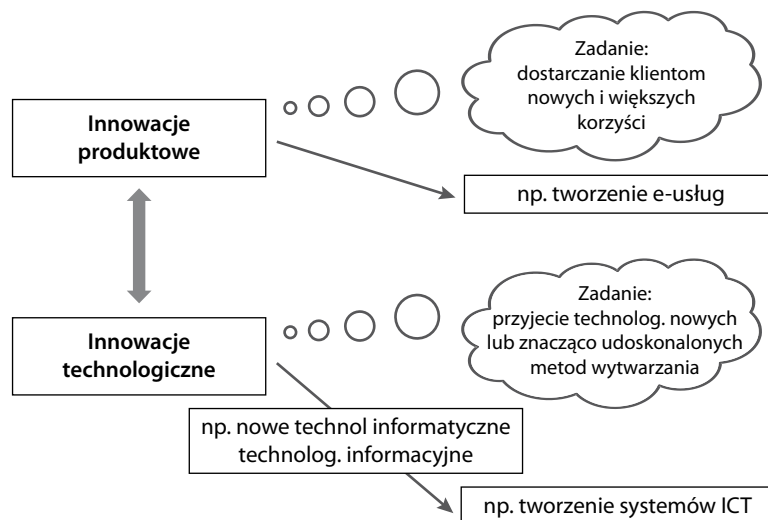 Zadanie:
dostarczanie klientom
nowych i większych
korzyści
Innowacje
produktowe
np. tworzenie e-usług
Zadanie:
przyjecie technolog. nowych
lub znacząco udoskonalonych
metod wytwarzania
Innowacje
technologiczne
np. nowe technol informatyczne
technolog. informacyjne
np. tworzenie systemów ICT